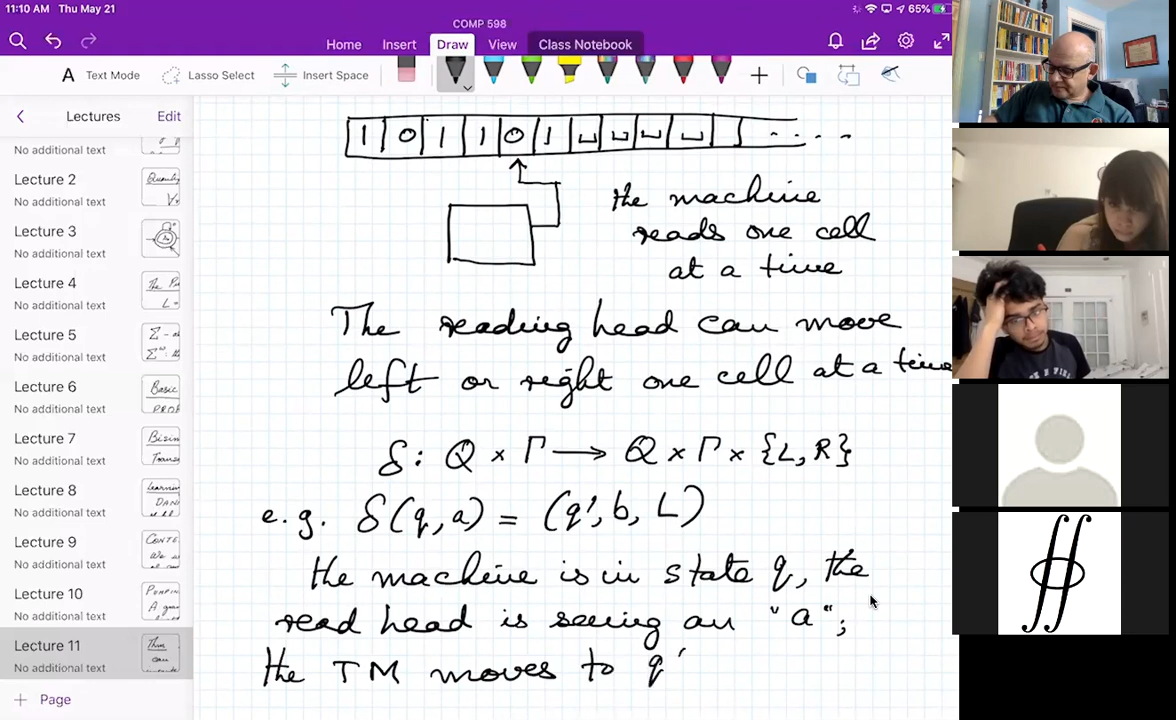 11:10 AM Thu May 21
65%
COMP 598
Home Insert Draw View Class Notebook
A Text Mode Lasso Select Insert Space
Lectures Edit
No additional text
Lecture 2
No additional text
Lecture 3
No additional text
Lecture 4
No additional text
Lecture 5
No additional text
Lecture 6
No additional text
Lecture 7
No additional text
Lecture 8
No additional text
Lecture 9
No additional text
Lecture 10
No additional text
Lecture 11
No additional text
+ Page
1 0 1 1 0 1 ⊔ ⊔ ⊔ ⊔ ....
the machine
reads one cell
at a time
The reading head can move
left or right one cell at a time
δ: Q × Γ → Q × Γ × {L, R}
e.g. δ(q, a) = (q', b, L)
the machine is in state q, the
read head is seeing an "a";
the TM moves to q'